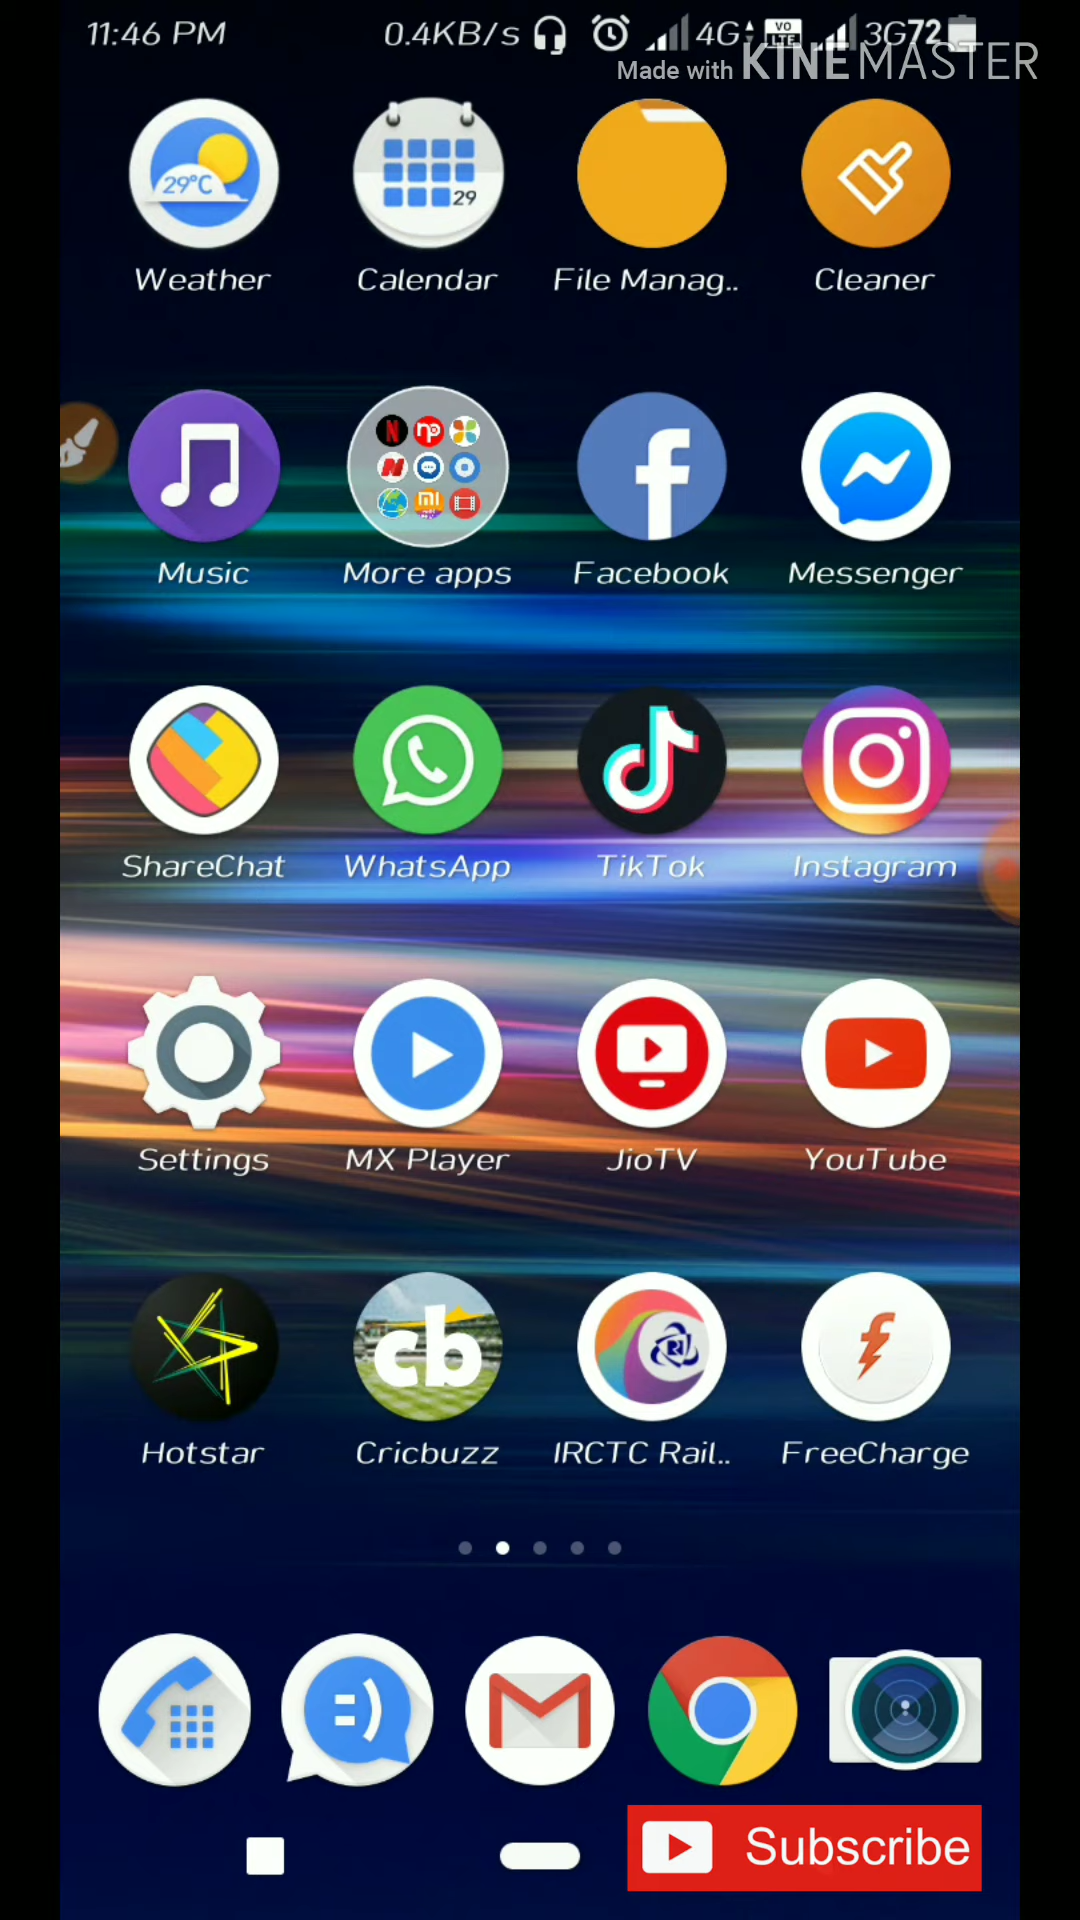 11:46 PM 0.4KB/s 4G VO LTE 3G 72
Made with KINEMASTER
29°C
29
Weather Calendar File Manag.. Cleaner
Music More apps Facebook Messenger
ShareChat WhatsApp TikTok Instagram
Settings MX Player JioTV YouTube
cb
Hotstar Cricbuzz IRCTC Rail.. FreeCharge
Subscribe